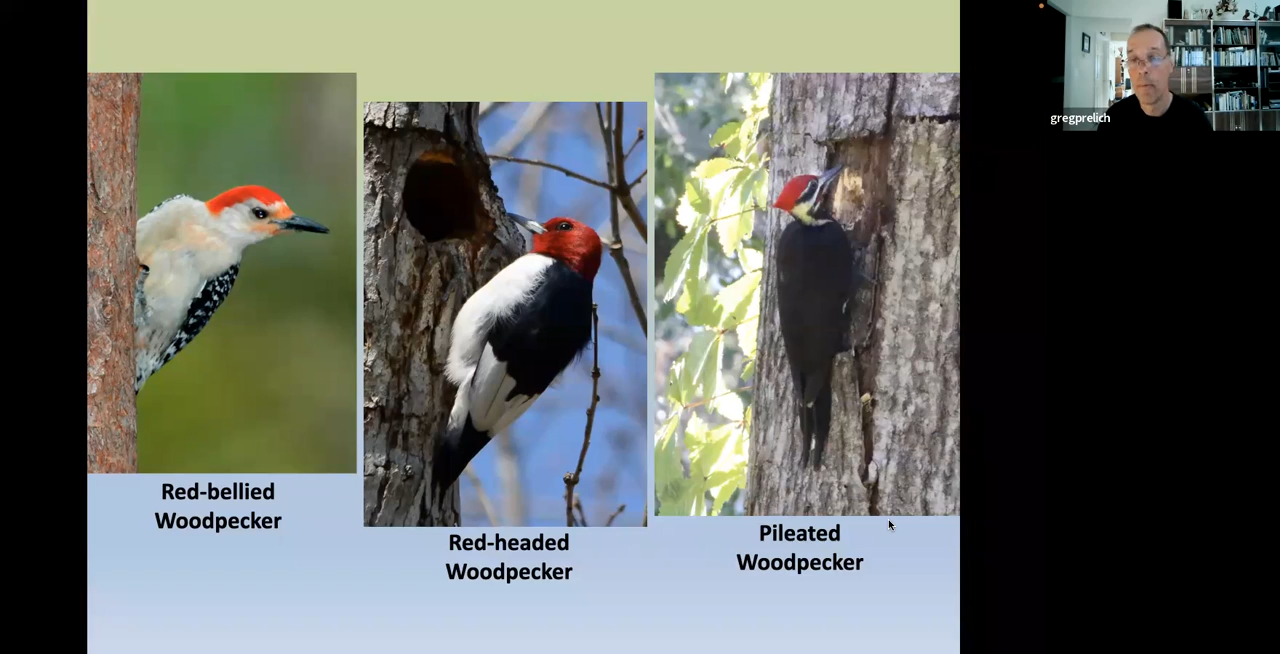 gregprelich
Red-bellied
Woodpecker
Red-headed
Woodpecker
Pileated
Woodpecker